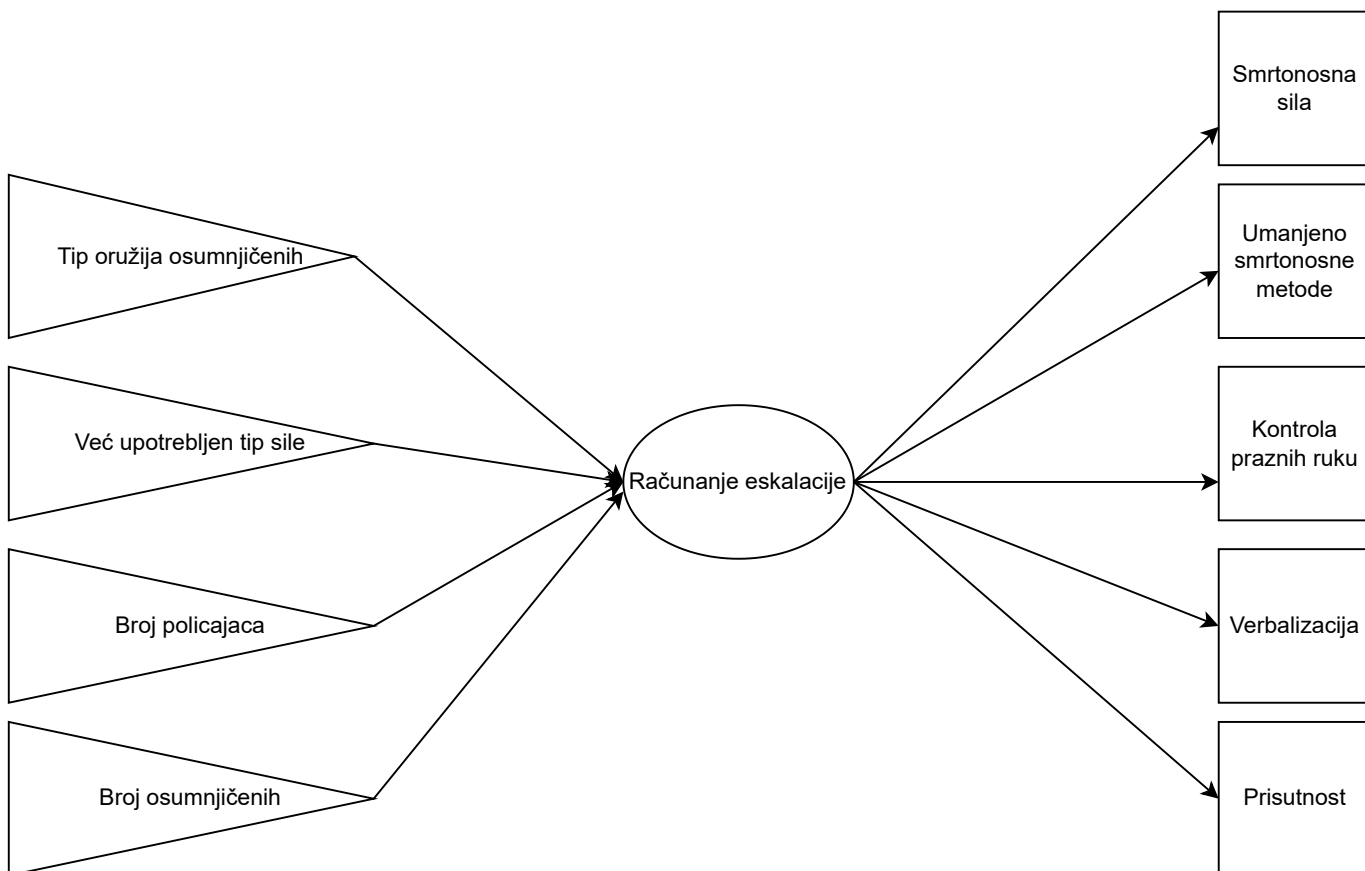 Tip oružija osumnjičenih
Već upotrebljen tip sile
Broj policajaca
Broj osumnjičenih
Računanje eskalacije
Smrtonosna
sila
Umanjeno
smrtonosne
metode
Kontrola
praznih ruku
Verbalizacija
Prisutnost